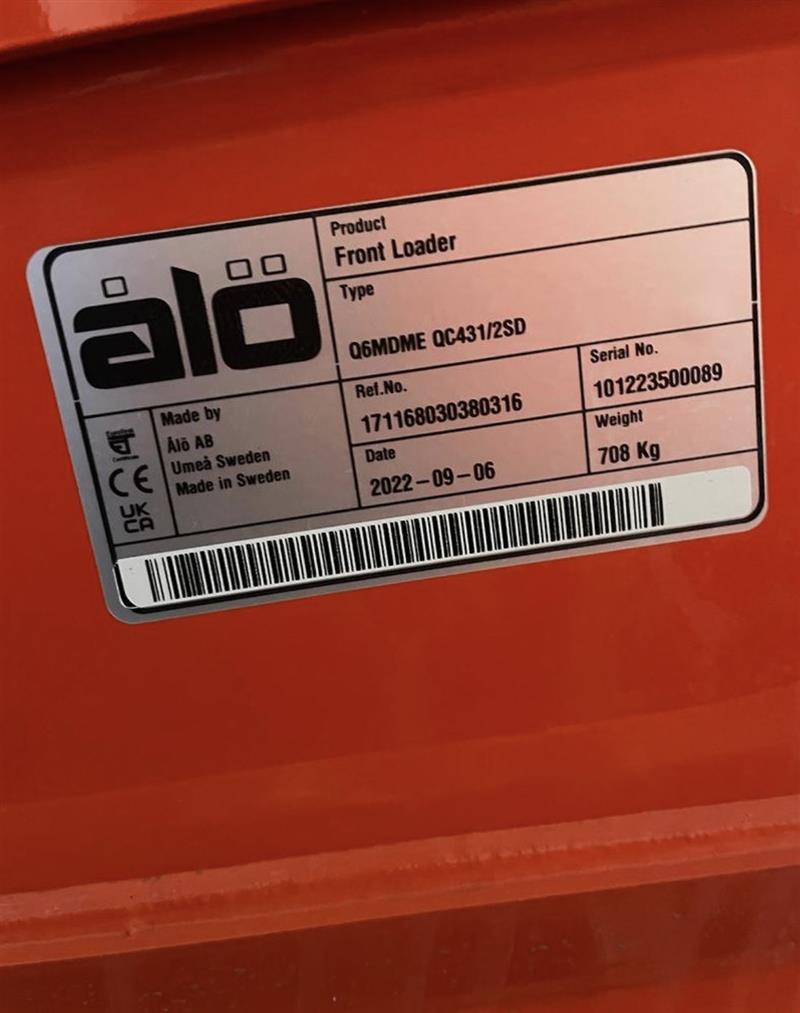 älö
Product
Front Loader
Type
Q6MDME QC431/2SD
Ref.No.
171168030380316
Serial No.
101223500089
Date
2022-09-06
Weight
708 Kg
Made by
Ålö AB
Umeå Sweden
Made in Sweden
CE
UK
CA